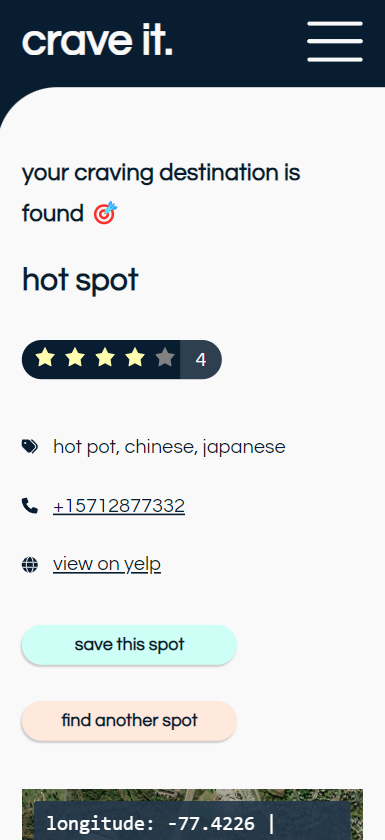 crave it.
your craving destination is
found 🎯
hot spot
4
hot pot, chinese, japanese
+15712877332
view on yelp
save this spot
find another spot
longitude: -77.4226 |